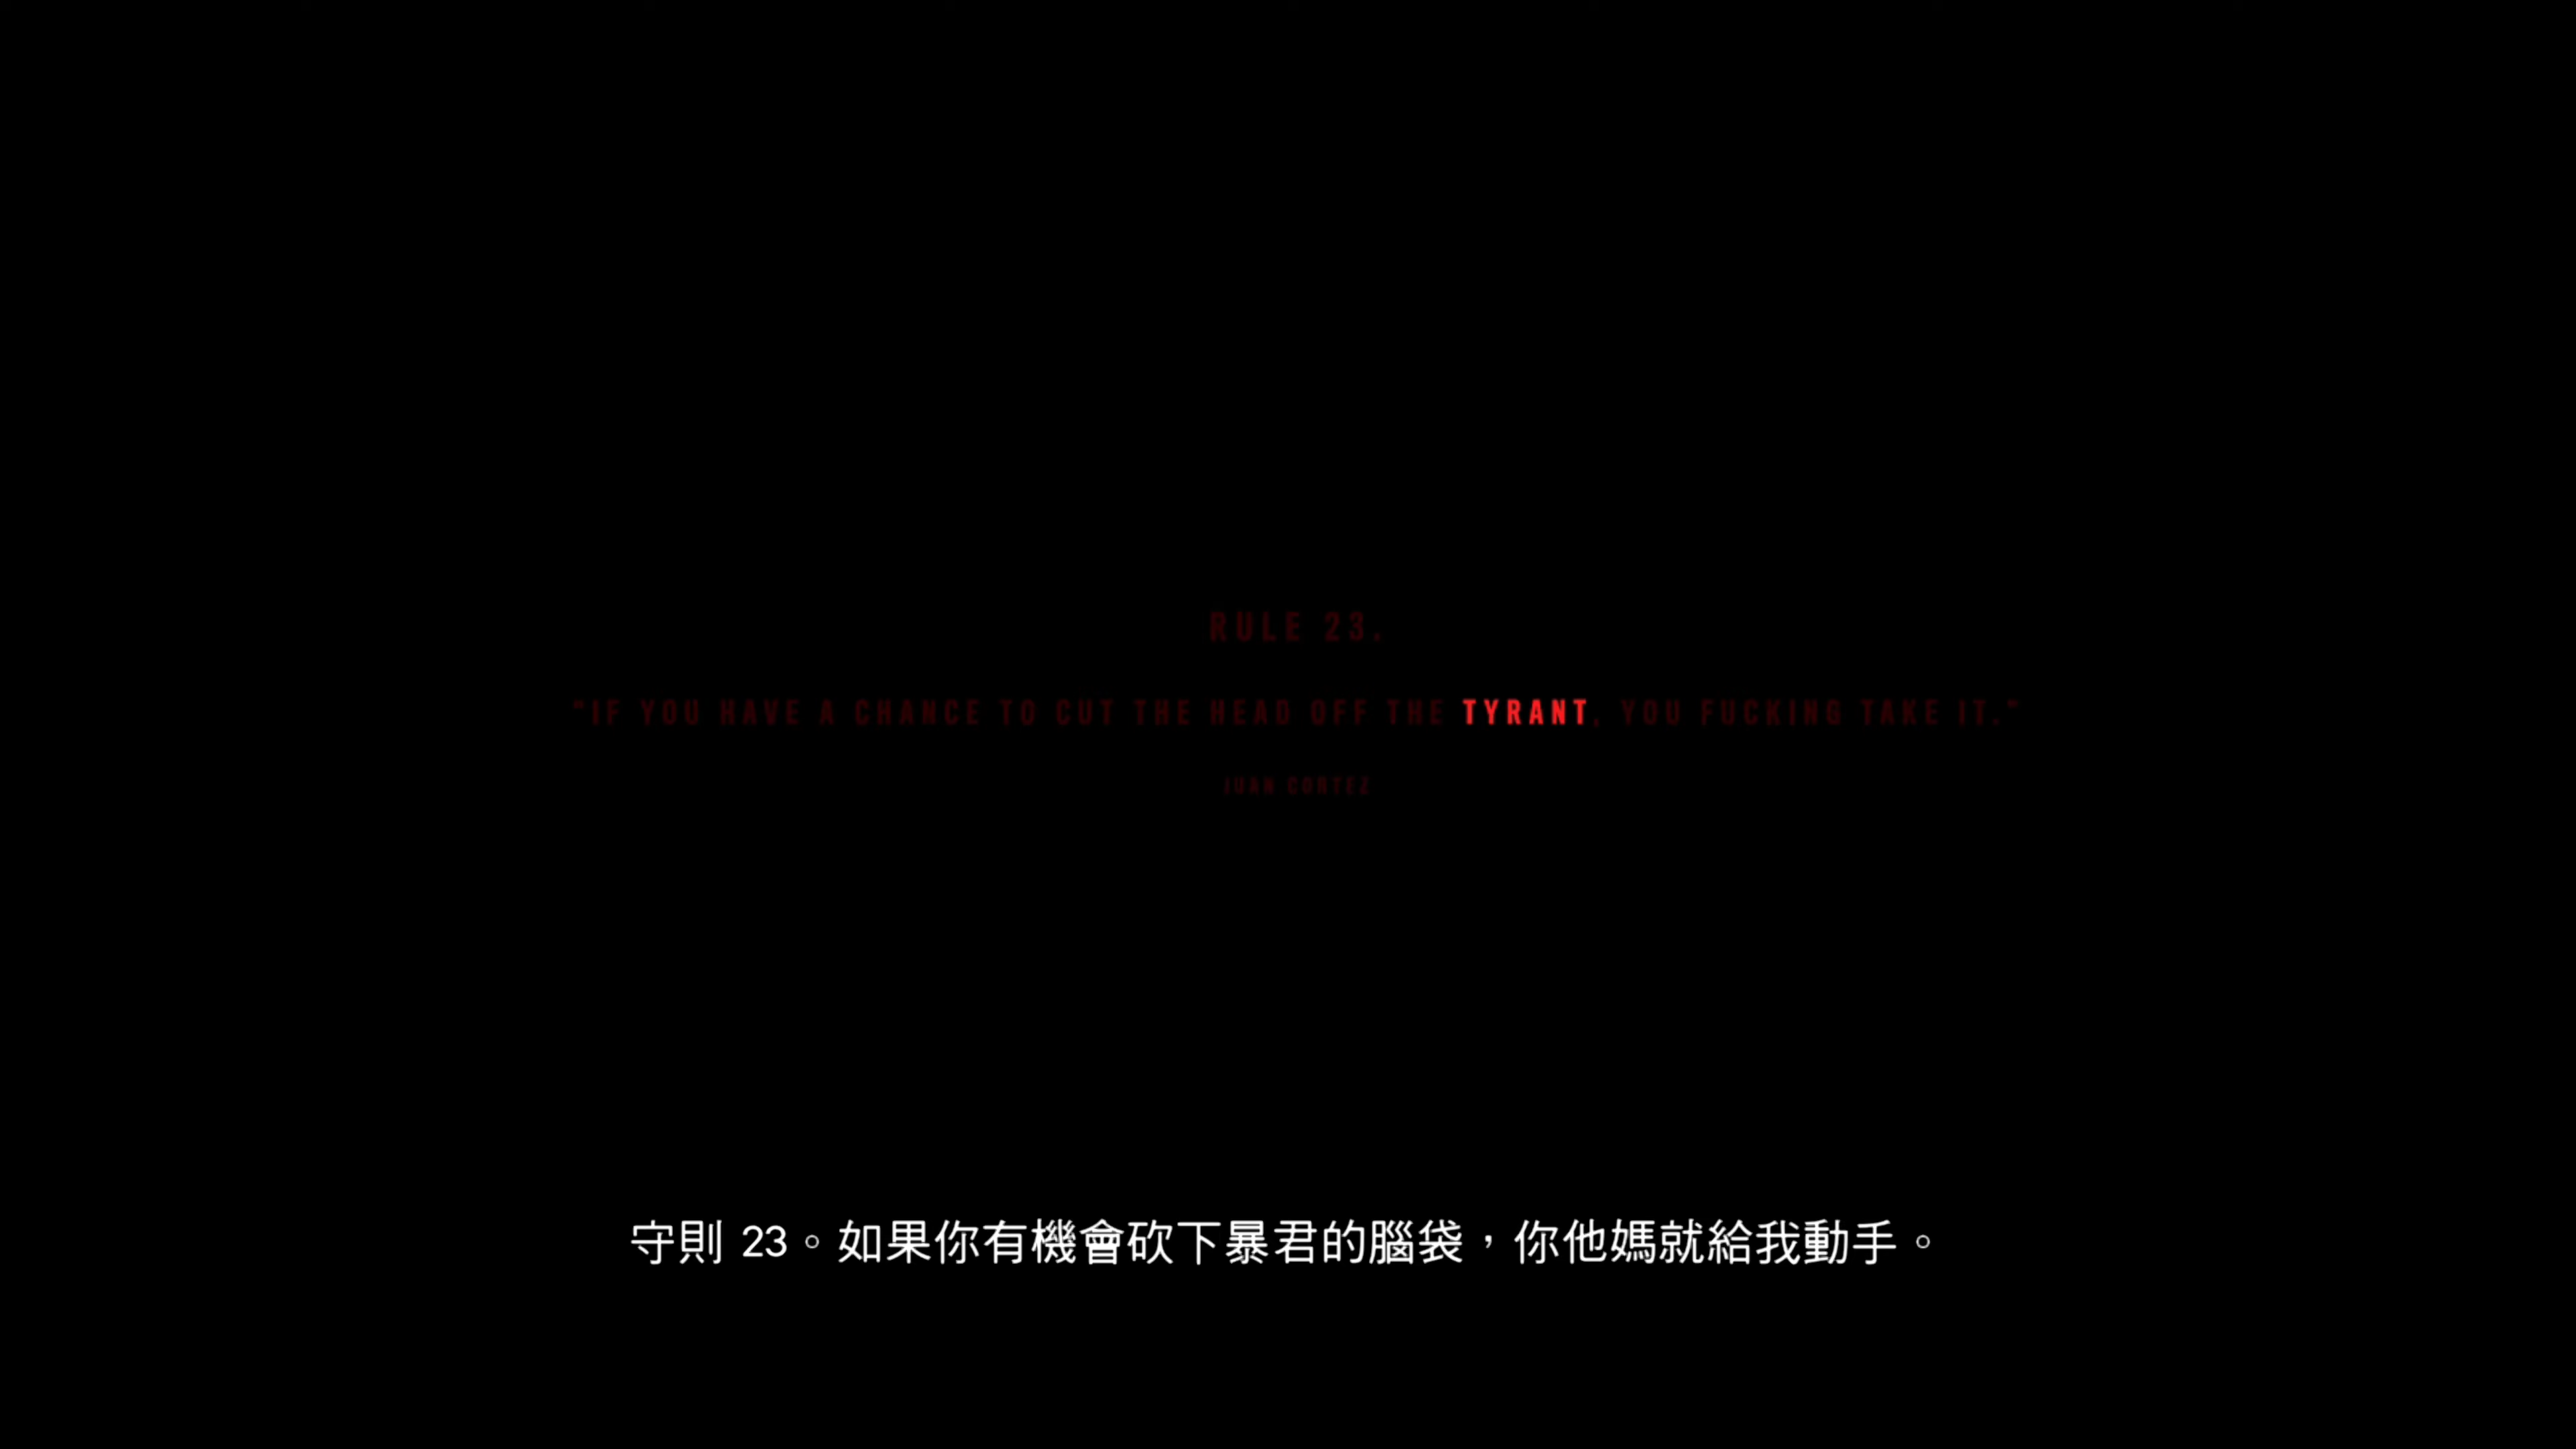 RULE 23.
"IF YOU HAVE A CHANCE TO CUT THE HEAD OFF THE TYRANT, YOU FUCKING TAKE IT."
JUAN CORTEZ
守則 23。如果你有機會砍下暴君的腦袋，你他媽就給我動手。